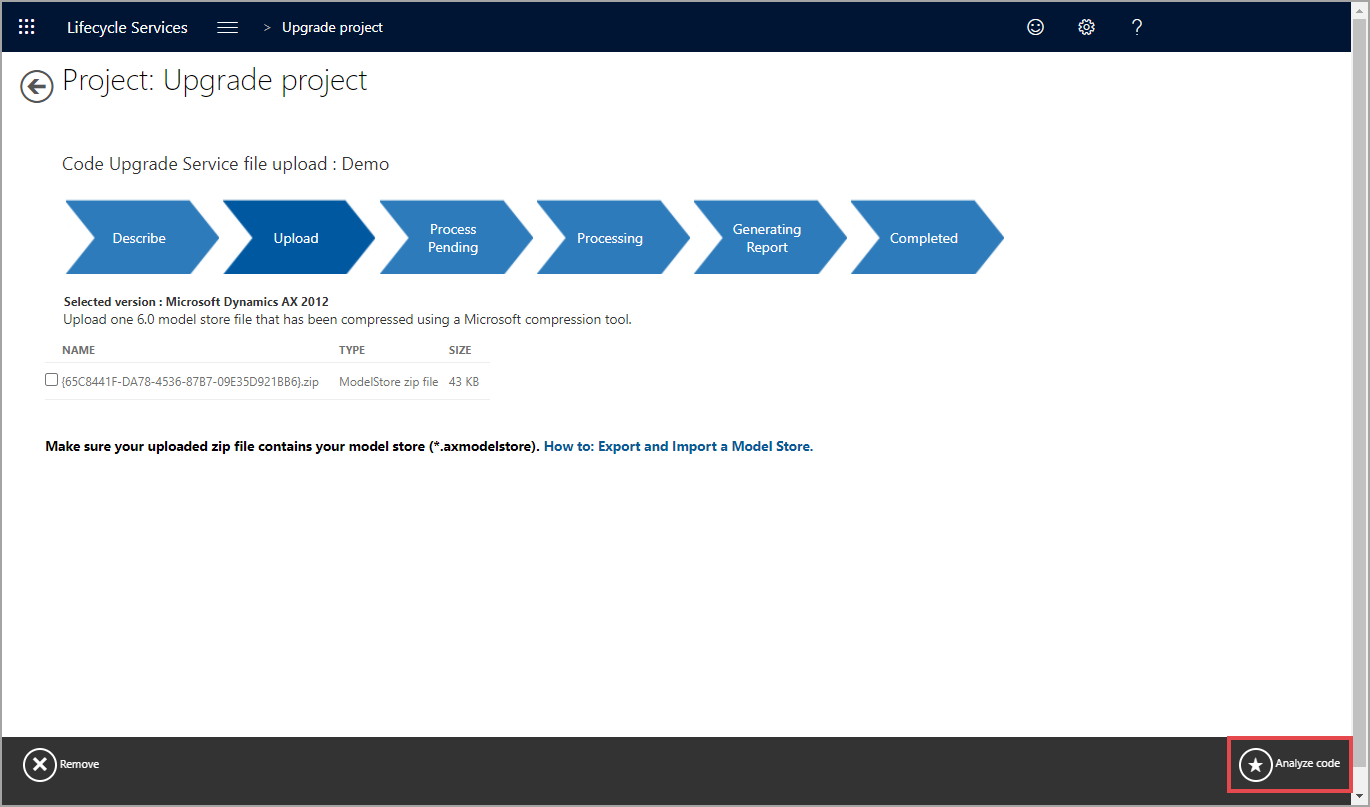 Lifecycle Services > Upgrade project ?
Project: Upgrade project
Code Upgrade Service file upload : Demo
Describe
Upload
Process
Pending
Processing
Generating
Report
Completed
Selected version : Microsoft Dynamics AX 2012
Upload one 6.0 model store file that has been compressed using a Microsoft compression tool.
NAME TYPE SIZE
{65C8441F-DA78-4536-87B7-09E35D921BB6}.zip ModelStore zip file 43 KB
Make sure your uploaded zip file contains your model store (*.axmodelstore). How to: Export and Import a Model Store.
Remove
Analyze code